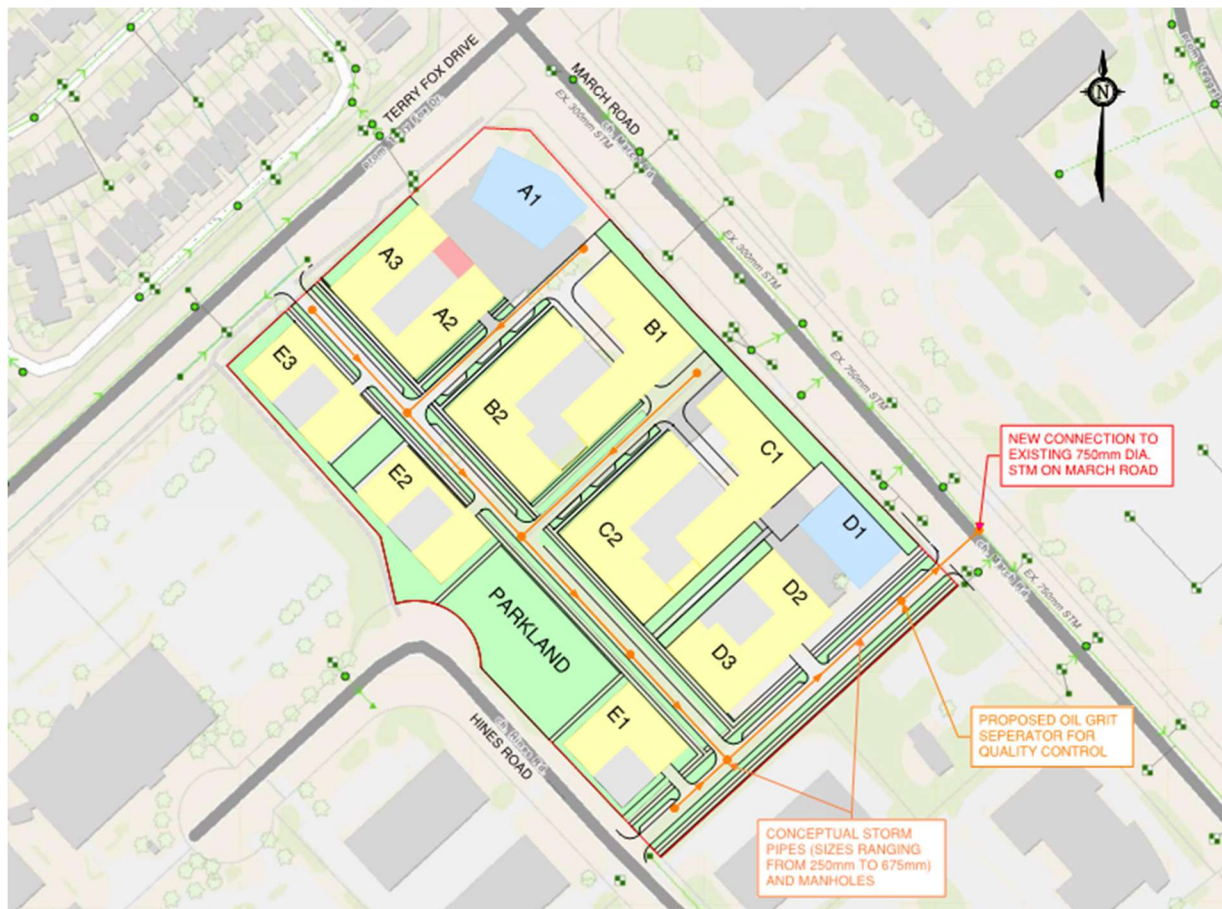 TERRY FOX DRIVE
MARCH ROAD
EX. 300mm STM
N
A1
EX. 300mm STM
A3
A2
B1
EX. 750mm STM
E3
B2
C1
NEW CONNECTION TO
EXISTING 750mm DIA.
STM ON MARCH ROAD
E2
C2
D1
D2
EX. 750mm STM
PARKLAND
D3
E1
HINES ROAD
PROPOSED OIL GRIT
SEPERATOR FOR
QUALITY CONTROL
CONCEPTUAL STORM
PIPES (SIZES RANGING
FROM 250mm TO 675mm)
AND MANHOLES